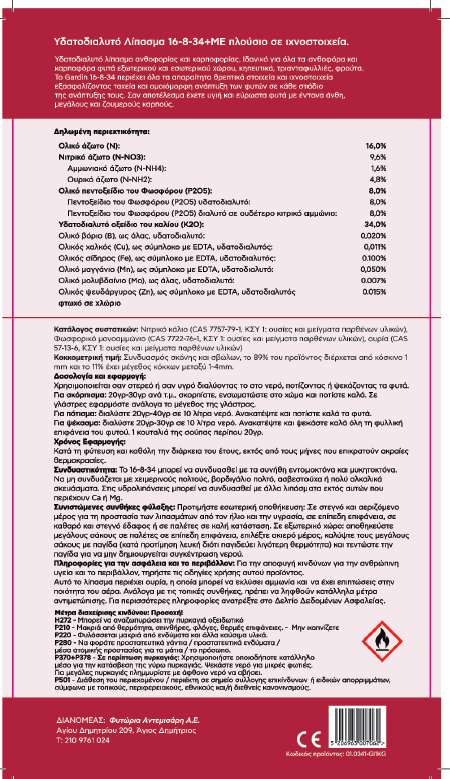 Υδατοδιαλυτό Λίπασμα 16-8-34+ΜΕ πλούσιο σε ιχνοστοιχεία.
Υδατοδιαλυτό λίπασμα ανθοφορίας και καρποφορίας. Ιδανικό για όλα τα ανθοφόρα και
καρποφόρα φυτά εξωτερικού και εσωτερικού χώρου, κηπευτικά, τριανταφυλλιές, φρούτα.
Το Gardin 16-8-34 περιέχει όλα τα απαραίτητα θρεπτικά στοιχεία και ιχνοστοιχεία
εξασφαλίζοντας ταχεία και ομοιόμορφη ανάπτυξη των φυτών σε κάθε στάδιο
της ανάπτυξης τους. Σαν αποτέλεσμα έχετε υγιή και εύρωστα φυτά με έντονα άνθη,
μεγάλους και ζουμερούς καρπούς.
Δηλωμένη περιεκτικότητα:
Ολικό άζωτο (N): 16,0%
Νιτρικό άζωτο (N-NO3): 9,6%
Αμμωνιακό άζωτο (N-NH4): 1,6%
Ουρικό άζωτο (N-NH2): 4,8%
Ολικό πεντοξείδιο του Φωσφόρου (P2O5): 8,0%
Πεντοξείδιο του Φωσφόρου (P2O5) υδατοδιαλυτό: 8,0%
Πεντοξείδιο του Φωσφόρου (P2O5) διαλυτό σε ουδέτερο κιτρικό αμμώνιο: 8,0%
Υδατοδιαλυτό οξείδιο του καλίου (K2O): 34,0%
Ολικό βόριο (B), ως άλας, υδατοδιαλυτό: 0,020%
Ολικός χαλκός (Cu), ως σύμπλοκο με EDTA, υδατοδιαλυτός: 0,011%
Ολικός σίδηρος (Fe), ως σύμπλοκο με EDTA, υδατοδιαλυτός: 0.100%
Ολικό μαγγάνιο (Mn), ως σύμπλοκο με EDTA, υδατοδιαλυτό: 0,050%
Ολικό μολυβδαίνιο (Mo), ως άλας, υδατοδιαλυτό: 0.007%
Ολικός ψευδάργυρος (Zn), ως σύμπλοκο με EDTA, υδατοδιαλυτός 0.015%
φτωχό σε χλώριο
Κατάλογος συστατικών: Νιτρικό κάλιο (CAS 7757-79-1, ΚΣΥ 1: ουσίες και μείγματα παρθένων υλικών),
Φωσφορικό μονοαμμώνιο (CAS 7722-76-1, ΚΣΥ 1: ουσίες και μείγματα παρθένων υλικών), ουρία (CAS
57-13-6, ΚΣΥ 1: ουσίες και μείγματα παρθένων υλικών)
Κοκκομετρική τιμή: Συνδυασμός σκόνης και σβώλων, το 89% του προϊόντος διέρχεται από κόσκινο 1
mm και το 11% έχει μέγεθος κόκκων μεταξύ 1-4mm.
Δοσολογία και εφαρμογή:
Χρησιμοποιείται σαν στερεό ή σαν υγρό διαλύοντας το στο νερό, ποτίζοντας ή ψεκάζοντας τα φυτά.
Για σκόρπισμα: 20γρ-30γρ ανά τ.μ., σκορπίστε, ενσωματώστε στο χώμα και ποτίστε καλά. Σε
γλάστρες εφαρμόστε ανάλογα το μέγεθος της γλάστρας.
Για πότισμα: διαλύστε 20γρ-40γρ σε 10 λίτρα νερό. Ανακατέψτε και ποτίστε καλά τα φυτά.
Για ψέκασμα: διαλύστε 20γρ-30γρ σε 10 λίτρα νερό. Ανακατέψτε και ψεκάστε καλά όλη τη φυλλική
επιφάνεια του φυτού. 1 κουταλιά της σούπας περίπου 20γρ.
Χρόνος Εφαρμογής:
Κατά τη φύτευση και καθόλη την διάρκεια του έτους, εκτός από τους μήνες που επικρατούν ακραίες
θερμοκρασίες.
Συνδυαστικότητα: Το 16-8-34 μπορεί να συνδυασθεί με τα συνήθη εντομοκτόνα και μυκητοκτόνα.
Να μη συνδυάζεται με χειμερινούς πολτούς, βορδιγάλιο πολτό, ασβεστούχα ή πολύ αλκαλικά
σκευάσματα. Στις υδρολιπάνσεις μπορεί να συνδυασθεί με άλλα λιπάσματα εκτός αυτών που
περιέχουν Ca ή Mg.
Συνιστώμενες συνθήκες φύλαξης: Προτιμήστε εσωτερική αποθήκευση: Σε στεγνό και αεριζόμενο
μέρος για τη προστασία των λιπασμάτων από τον ήλιο και την υγρασία, σε επίπεδη επιφάνεια, σε
καθαρό και στεγνό έδαφος ή σε παλέτες σε καλή κατάσταση. Σε εξωτερικό χώρο: αποθηκεύστε
μεγάλους σάκους σε παλέτες σε επίπεδη επιφάνεια, επιλέξτε σκιερό μέρος, καλύψτε τους μεγάλους
σάκους με παγίδα (κατά προτίμηση λευκή διότι παγιδεύει λιγότερη θερμότητα) και τεντώστε την
παγίδα για να μην δημιουργείται συγκέντρωση νερού.
Πληροφορίες για την ασφάλεια και το περιβάλλον: Για την αποφυγή κινδύνων για την ανθρώπινη
υγεία και το περιβάλλον, τηρήστε τις οδηγίες χρήσης αυτού προϊόντος.
Αυτό το λίπασμα περιέχει ουρία, η οποία μπορεί να εκλύσει αμμωνία και να έχει επιπτώσεις στην
ποιότητα του αέρα. Ανάλογα με τις τοπικές συνθήκες, πρέπει να ληφθούν κατάλληλα μέτρα
αντιμετώπισης. Για περισσότερες πληροφορίες ανατρέξτε στο Δελτίο Δεδομένων Ασφαλείας.
Μέτρα διαχείρισης κινδύνου: Προσοχή!
H272 - Μπορεί να αναζωπυρώσει την πυρκαγιά οξειδωτικό
P210 - Μακριά από θερμότητα, σπινθήρες, φλόγες, θερμές επιφάνειες. - Μην καπνίζετε
P220 - Φυλάσσεται μακριά από ενδύματα και άλλα καύσιμα υλικά.
P280 - Να φοράτε προστατευτικά γάντια / προστατευτικά ενδύματα /
μέσα ατομικής προστασίας για τα μάτια / το πρόσωπο.
P370+P378 - Σε περίπτωση πυρκαγιάς: Χρησιμοποιήστε οποιοδήποτε κατάλληλο
μέσο για την κατάσβεση της γύρω πυρκαγιάς. Ψεκάστε νερό για μικρές φωτιές.
Για μεγάλες πυρκαγιές πλημμυρίστε με άφθονο νερό να σβήσει.
P501 - Διάθεση του περιεχομένου / περιέκτη σε σημείο συλλογης επικίνδυνων ή ειδικών απορριμμάτων,
σύμφωνα με τοπικούς, περιφερειακούς, εθνικούς και/ή διεθνείς κανονισμούς.
ΔΙΑΝΟΜΕΑΣ: Φυτώρια Αντεμισάρη Α.Ε.
Αγίου Δημητρίου 209, Άγιος Δημήτριος
Τ: 210 9761 024
CE
5 206963 007062
Κωδικός προϊόντος: 01.0341-GΠΚG